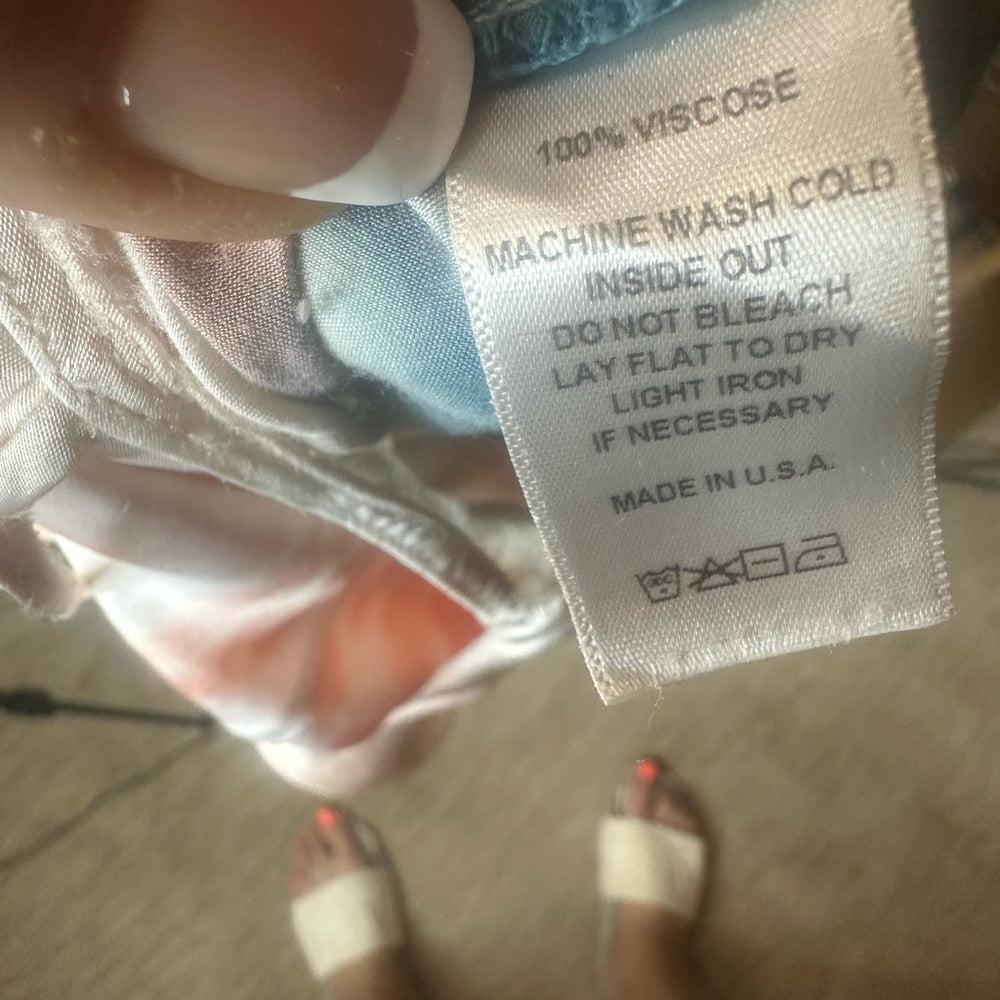 100% VISCOSE
MACHINE WASH COLD
INSIDE OUT
DO NOT BLEACH
LAY FLAT TO DRY
LIGHT IRON
IF NECESSARY
MADE IN U.S.A.